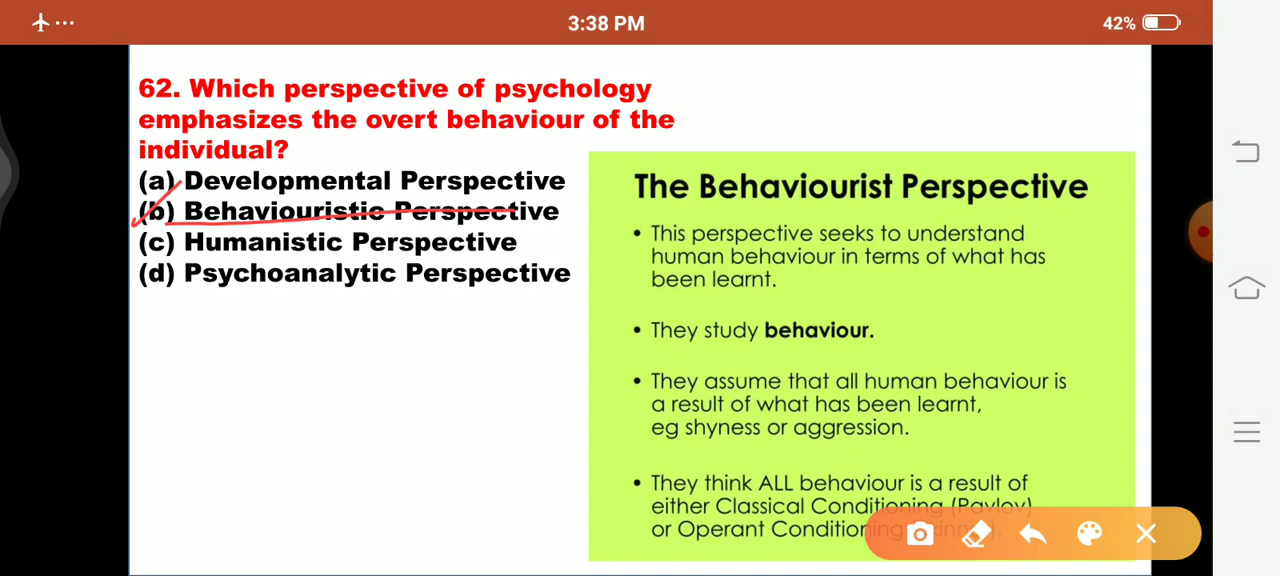 3:38 PM
42%
62. Which perspective of psychology
emphasizes the overt behaviour of the
individual?
(a) Developmental Perspective
(b) Behaviouristic Perspective
(c) Humanistic Perspective
(d) Psychoanalytic Perspective
The Behaviourist Perspective
• This perspective seeks to understand
human behaviour in terms of what has
been learnt.
• They study behaviour.
• They assume that all human behaviour is
a result of what has been learnt,
eg shyness or aggression.
• They think ALL behaviour is a result of
either Classical Conditioning (Pavlov)
or Operant Conditioning